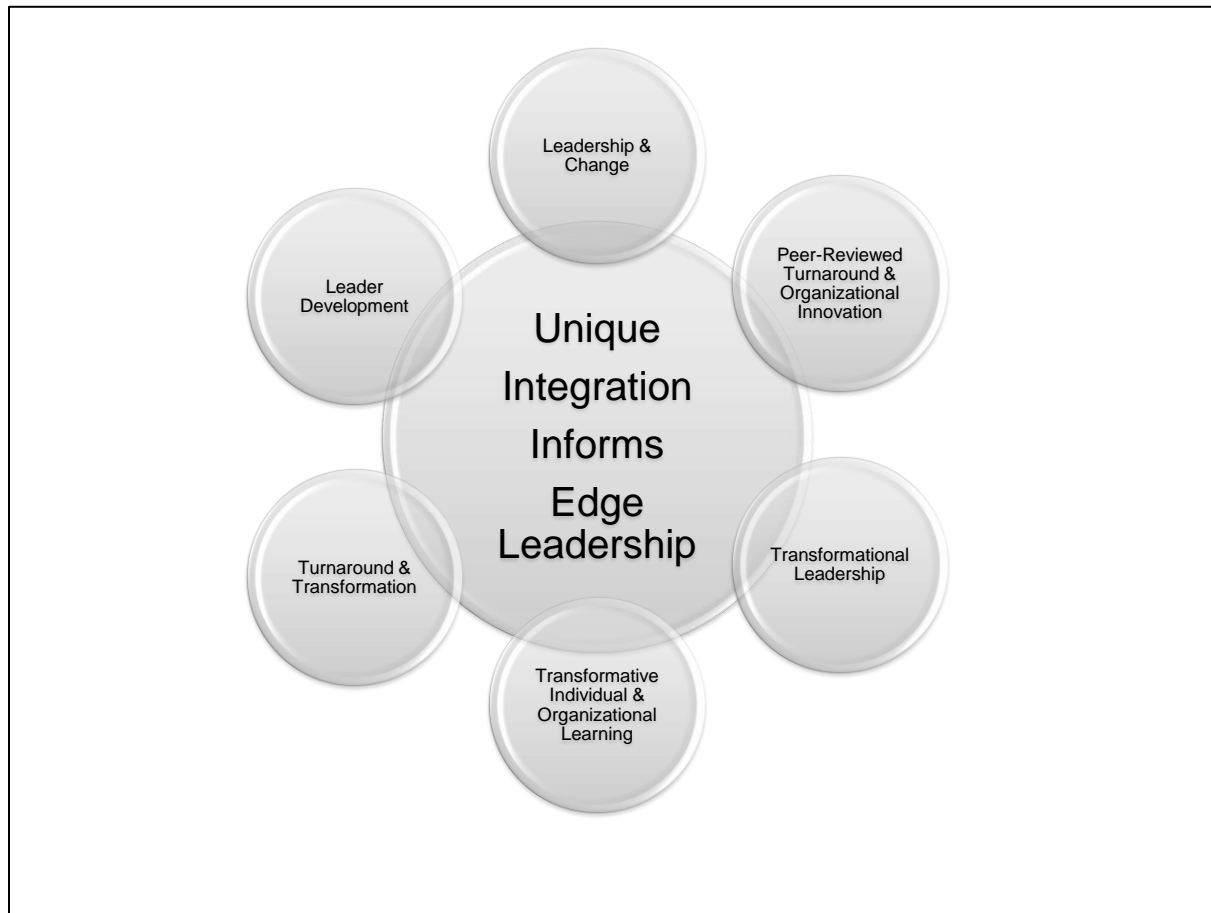 Leadership &
Change
Peer-Reviewed
Turnaround &
Organizational
Innovation
Transformational
Leadership
Transformative
Individual &
Organizational
Learning
Turnaround &
Transformation
Leader
Development
Unique
Integration
Informs
Edge
Leadership